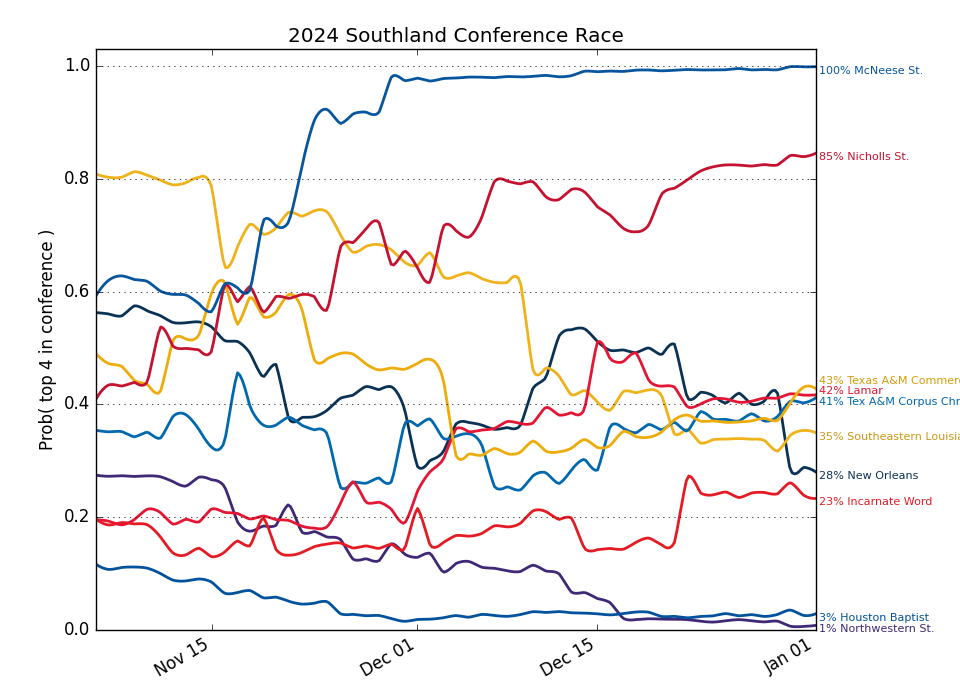 2024 Southland Conference Race
Prob( top 4 in conference )
1.0
0.8
0.6
0.4
0.2
0.0
Nov 15
Dec 01
Dec 15
Jan 01
100% McNeese St.
85% Nicholls St.
43% Texas A&M Commerc
42% Lamar
41% Tex A&M Corpus Chr
35% Southeastern Louisia
28% New Orleans
23% Incarnate Word
3% Houston Baptist
1% Northwestern St.